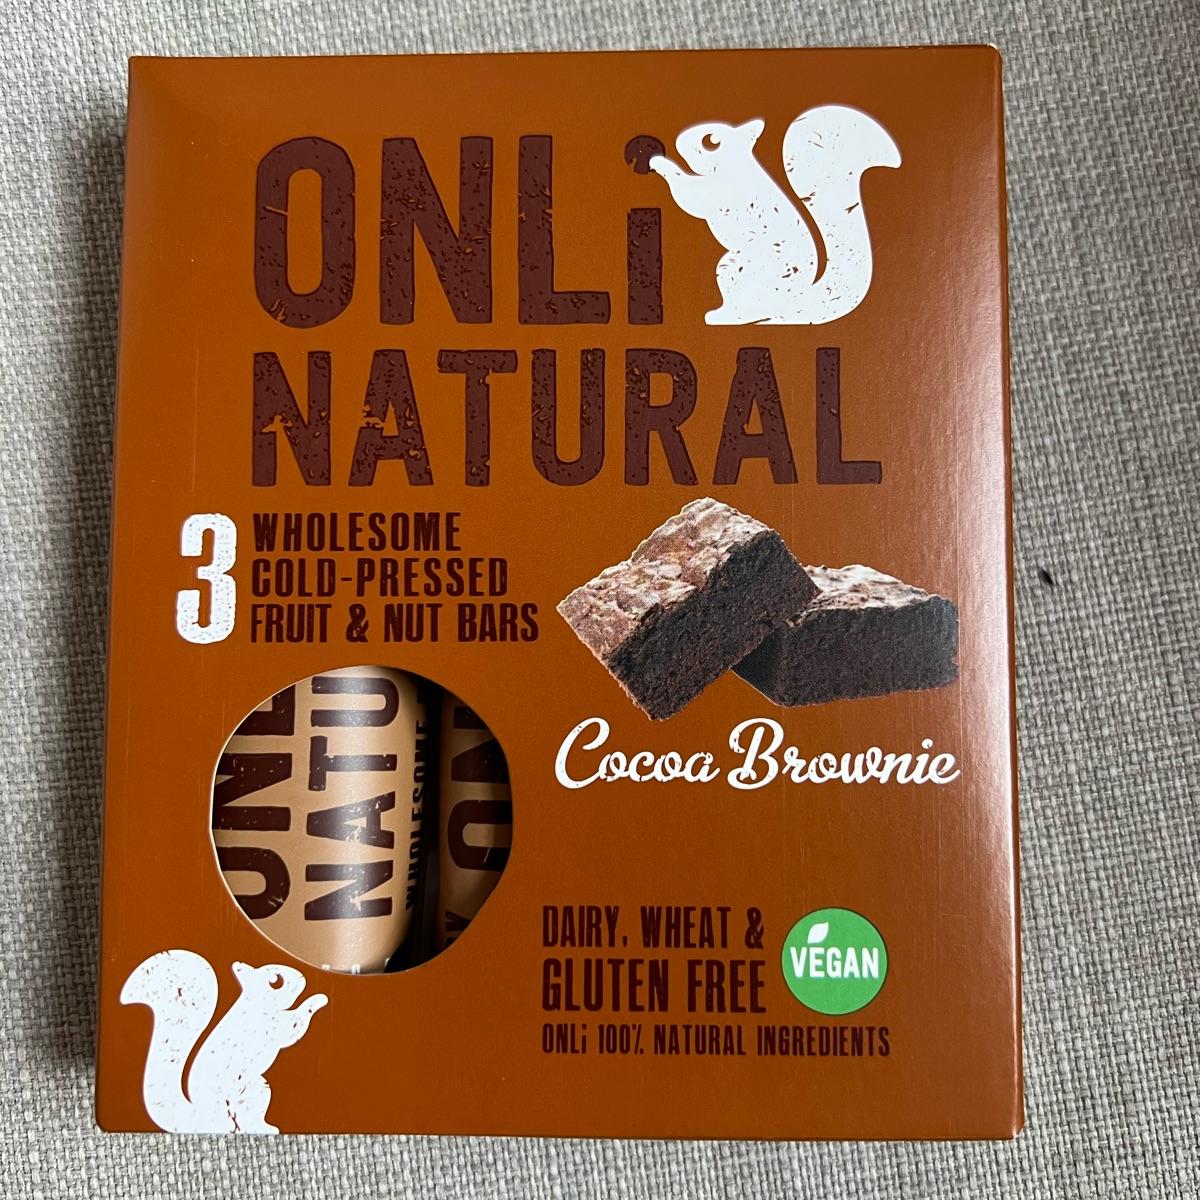 ONLi
NATURAL
3 WHOLESOME
COLD-PRESSED
FRUIT & NUT BARS
Cocoa Brownie
NATU
WHOLESOME
DAIRY, WHEAT &
GLUTEN FREE
VEGAN
ONLi 100% NATURAL INGREDIENTS